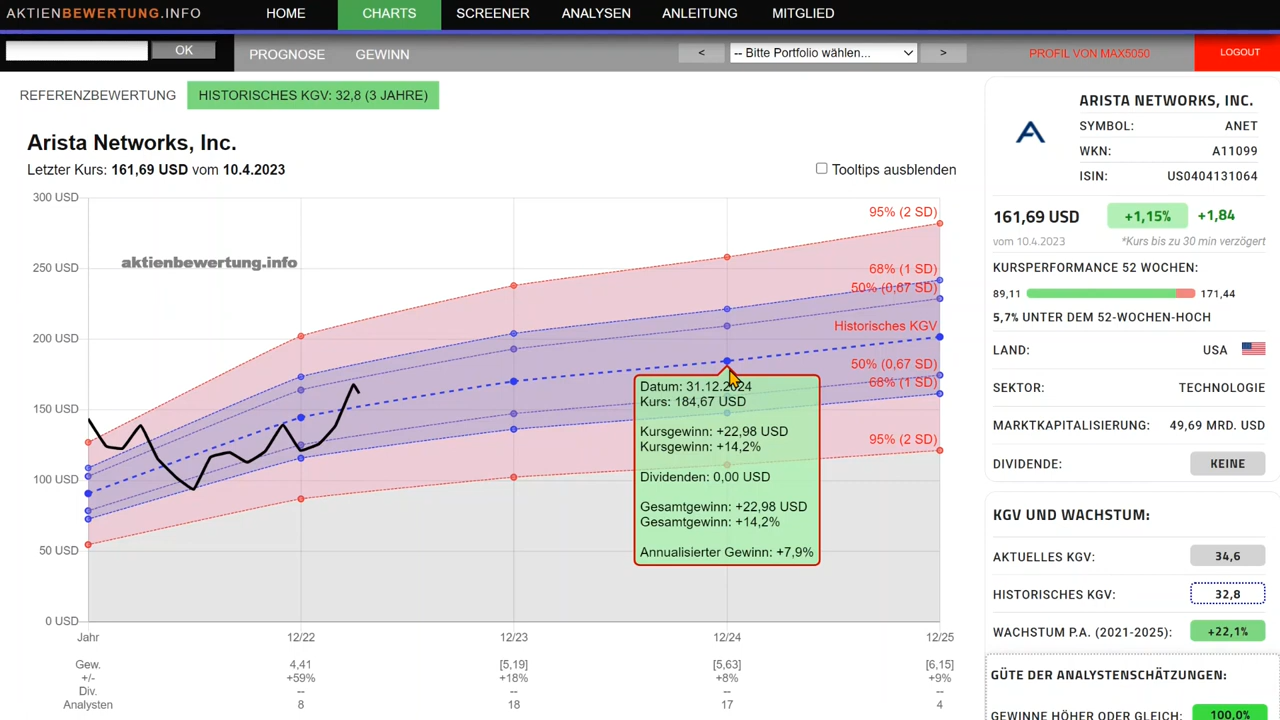 AKTIENBEWERTUNG.INFO
HOME
CHARTS
SCREENER
ANALYSEN
ANLEITUNG
MITGLIED
OK
PROGNOSE
GEWINN
<
-- Bitte Portfolio wählen...
>
PROFIL VON MAX5050
LOGOUT
REFERENZBEWERTUNG
HISTORISCHES KGV: 32,8 (3 JAHRE)
Arista Networks, Inc.
Letzter Kurs: 161,69 USD vom 10.4.2023
Tooltips ausblenden
300 USD
250 USD
200 USD
150 USD
100 USD
50 USD
0 USD
aktienbewertung.info
95% (2 SD)
68% (1 SD)
50% (0,67 SD)
Historisches KGV
50% (0,67 SD)
68% (1 SD)
95% (2 SD)
Datum: 31.12.2024
Kurs: 184,67 USD
Kursgewinn: +22,98 USD
Kursgewinn: +14,2%
Dividenden: 0,00 USD
Gesamtgewinn: +22,98 USD
Gesamtgewinn: +14,2%
Annualisierter Gewinn: +7,9%
Jahr 12/22 12/23 12/24 12/25
Gew. 4,41 [5,19] [5,63] [6,15]
+/- +59% +18% +8% +9%
Div. -- -- -- --
Analysten 8 18 17 4
ARISTA NETWORKS, INC.
SYMBOL: ANET
WKN: A11099
ISIN: US0404131064
161,69 USD +1,15% +1,84
vom 10.4.2023 *Kurs bis zu 30 min verzögert
KURSPERFORMANCE 52 WOCHEN:
89,11 171,44
5,7% UNTER DEM 52-WOCHEN-HOCH
LAND: USA
SEKTOR: TECHNOLOGIE
MARKTKAPITALISIERUNG: 49,69 MRD. USD
DIVIDENDE: KEINE
KGV UND WACHSTUM:
AKTUELLES KGV: 34,6
HISTORISCHES KGV: 32,8
WACHSTUM P.A. (2021-2025): +22,1%
GÜTE DER ANALYSTENSCHÄTZUNGEN:
GEWINNE HÖHER ODER GLEICH: 100,0%